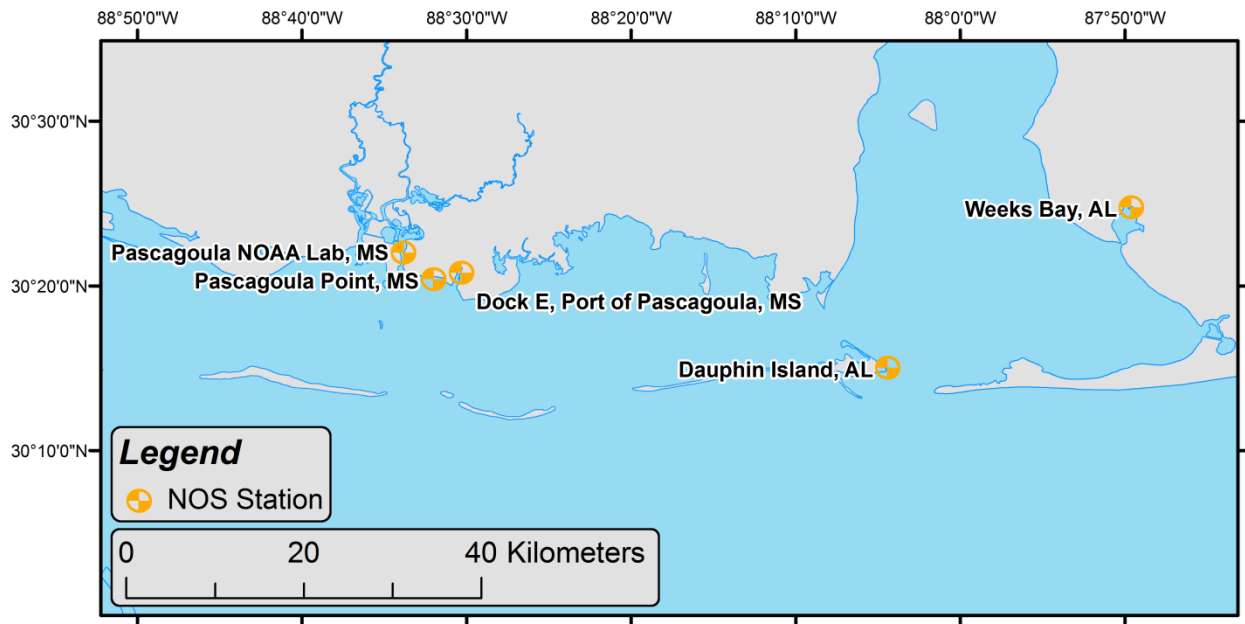 88°50'0"W 88°40'0"W 88°30'0"W 88°20'0"W 88°10'0"W 88°0'0"W 87°50'0"W
30°30'0"N
Weeks Bay, AL
Pascagoula NOAA Lab, MS
Pascagoula Point, MS
30°20'0"N
Dock E, Port of Pascagoula, MS
Dauphin Island, AL
30°10'0"N
Legend
NOS Station
0 20 40 Kilometers